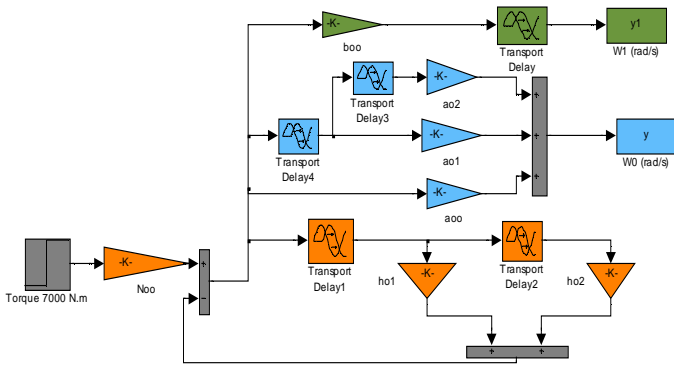 -K-
boo
Transport
Delay
y1
W1 (rad/s)
Transport
Delay3
-K-
ao2
Transport
Delay4
-K-
ao1
+
+
+
y
W0 (rad/s)
-K-
aoo
Torque 7000 N.m
-K-
Noo
+
−
Transport
Delay1
-K-
ho1
Transport
Delay2
-K-
ho2
+
+